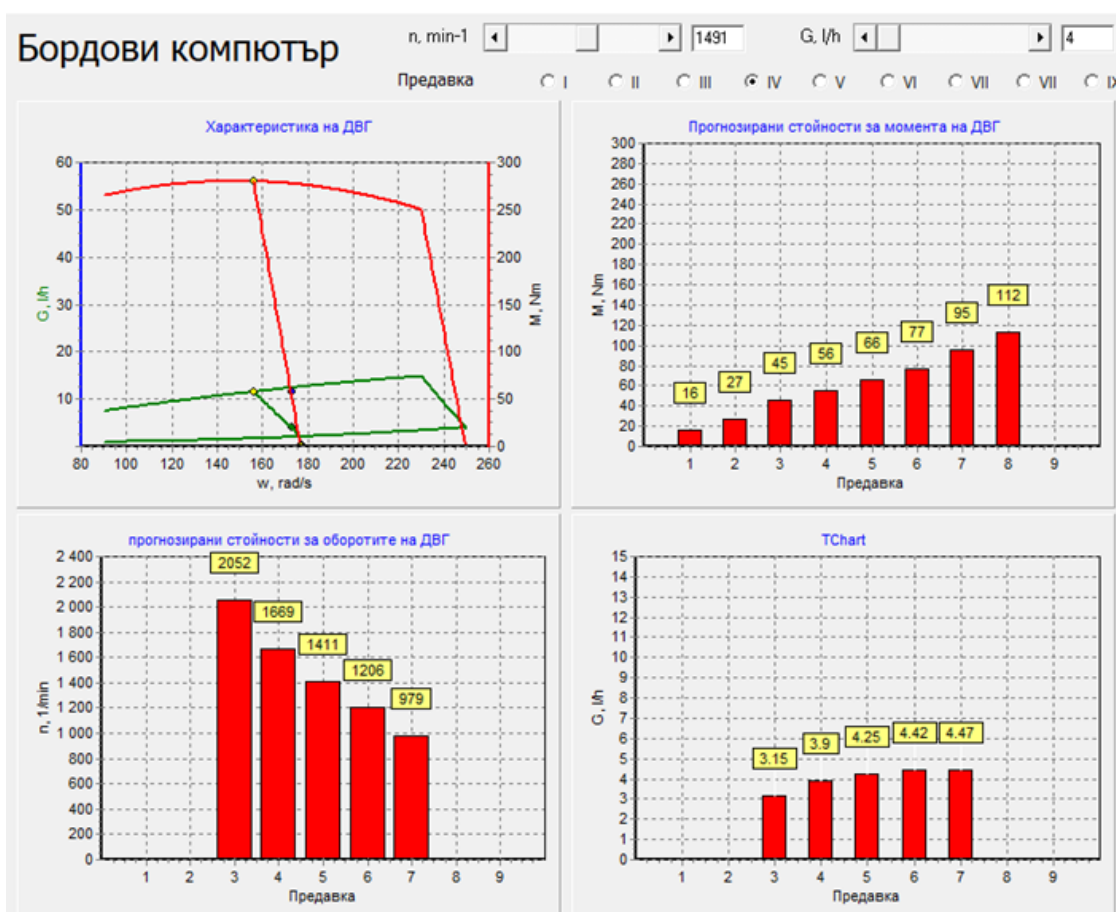 Бордови компютър
n, min-1 1491 G, l/h 4
Предавка I II III IV V VI VII VII IX
Характеристика на ДВГ
60 50 40 30 20 10
G, l/h
300 250 200 150 100 50 0
M, Nm
80 100 120 140 160 180 200 220 240 260
w, rad/s
Прогнозирани стойности за момента на ДВГ
300 280 260 240 220 200 180 160 140 120 100 80 60 40 20 0
M, Nm
16 27 45 56 66 77 95 112
1 2 3 4 5 6 7 8 9
Предавка
прогнозирани стойности за оборотите на ДВГ
2 400 2 200 2 000 1 800 1 600 1 400 1 200 1 000 800 600 400 200 0
n, 1/min
2052 1669 1411 1206 979
1 2 3 4 5 6 7 8 9
Предавка
TChart
15 14 13 12 11 10 9 8 7 6 5 4 3 2 1 0
G, l/h
3.15 3.9 4.25 4.42 4.47
1 2 3 4 5 6 7 8 9
Предавка